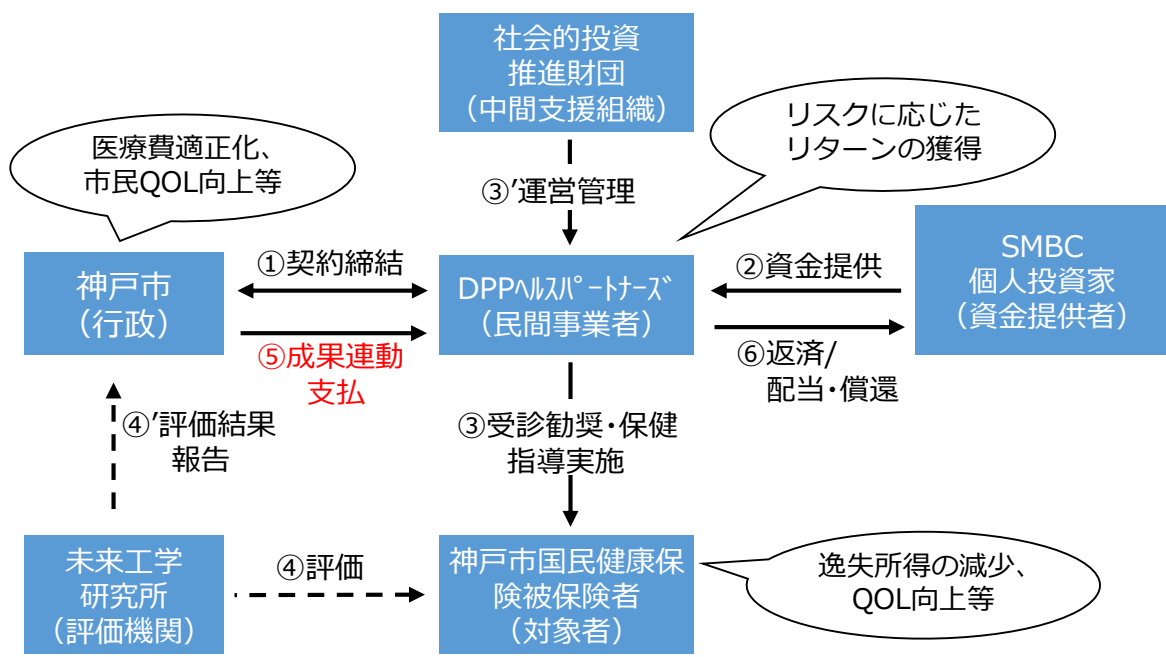 社会的投資
推進財団
(中間支援組織)
リスクに応じた
リターンの獲得
医療費適正化、
市民QOL向上等
③’運営管理
神戸市
(行政)
①契約締結
⑤成果連動
支払
DPPヘルスパートナーズ
(民間事業者)
②資金提供
⑥返済/
配当・償還
SMBC
個人投資家
(資金提供者)
④’評価結果
報告
③受診勧奨・保健
指導実施
未来工学
研究所
(評価機関)
④評価
神戸市国民健康保
険被保険者
(対象者)
逸失所得の減少、
QOL向上等